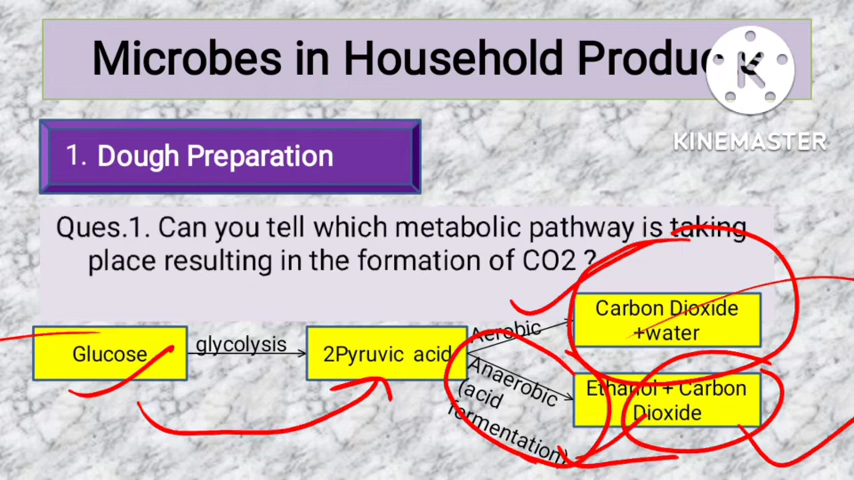 Microbes in Household Produc
KINEMASTER
1. Dough Preparation
Ques.1. Can you tell which metabolic pathway is taking
place resulting in the formation of CO2 ?
Glucose
glycolysis
2Pyruvic acid
Aerobic
Carbon Dioxide
+water
Anaerobic
(acid
fermentation)
Ethanol + Carbon
Dioxide